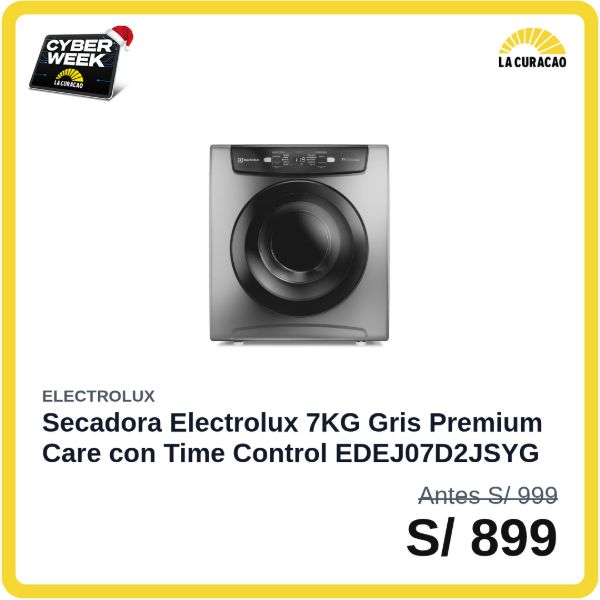 CYBER
WEEK
LA CURACAO
LA CURACAO
Electrolux
ELECTROLUX
Secadora Electrolux 7KG Gris Premium
Care con Time Control EDEJ07D2JSYG
Antes S/ 999
S/ 899